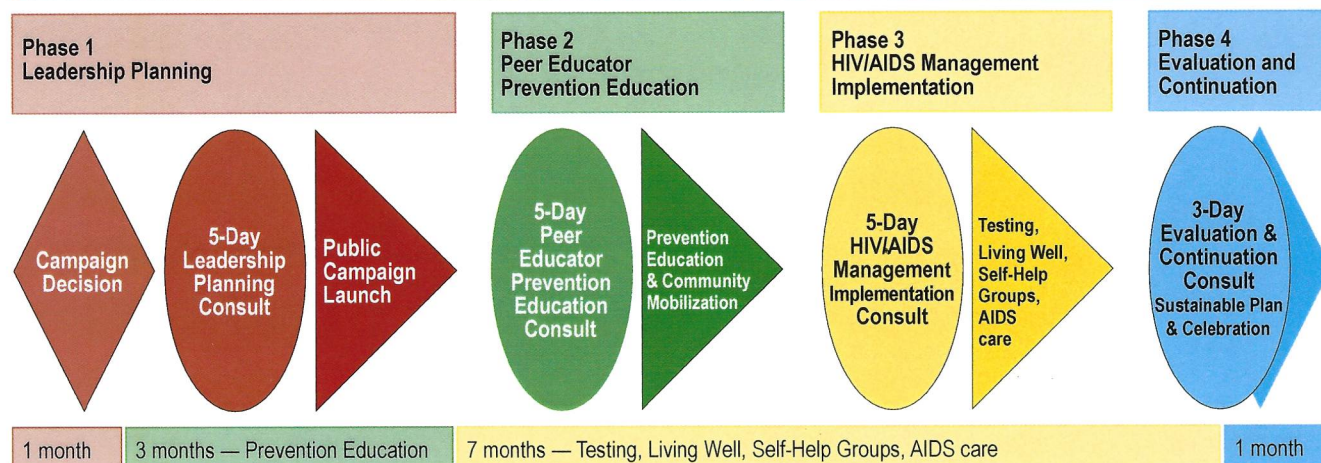 Phase 1
Leadership Planning
Phase 2
Peer Educator
Prevention Education
Phase 3
HIV/AIDS Management
Implementation
Phase 4
Evaluation and
Continuation
Campaign
Decision
5-Day
Leadership
Planning
Consult
Public
Campaign
Launch
5-Day
Peer
Educator
Prevention
Education
Consult
Prevention
Education
& Community
Mobilization
5-Day
HIV/AIDS
Management
Implementation
Consult
Testing,
Living Well,
Self-Help
Groups,
AIDS
care
3-Day
Evaluation &
Continuation
Consult
Sustainable Plan
& Celebration
1 month
3 months — Prevention Education
7 months — Testing, Living Well, Self-Help Groups, AIDS care
1 month